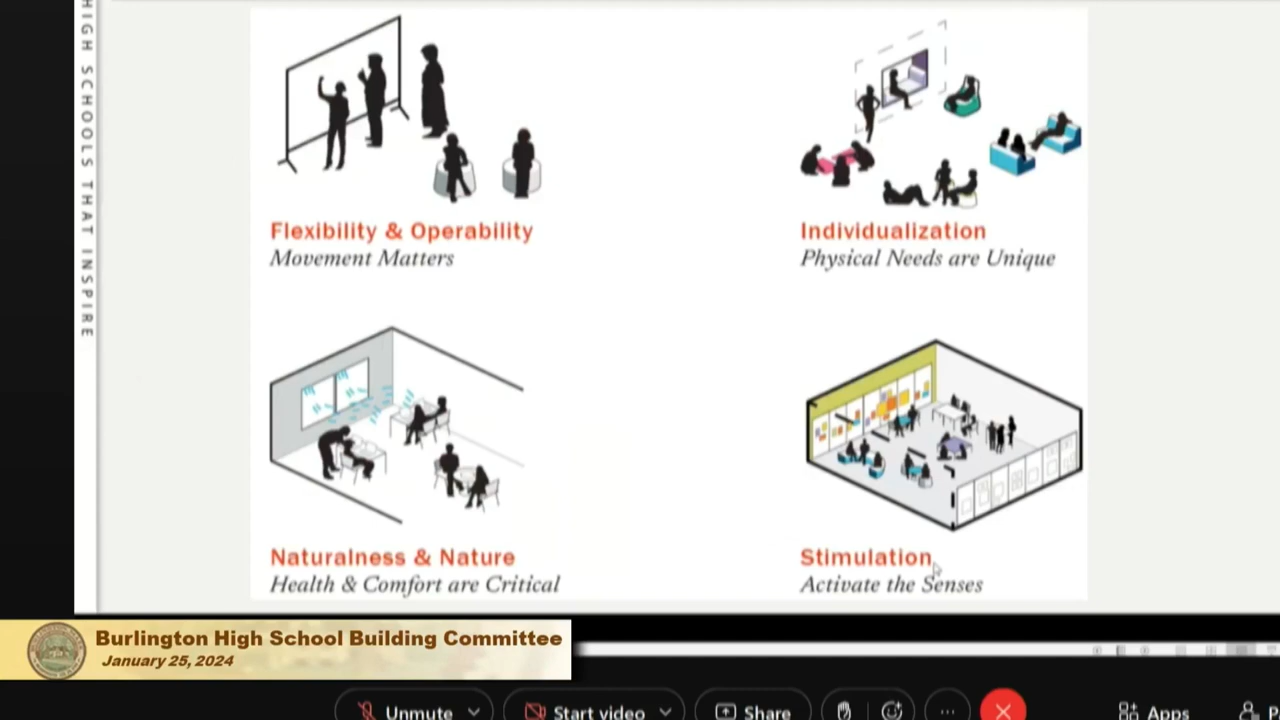 HIGH SCHOOLS THAT INSPIRE
Flexibility & Operability
Movement Matters
Individualization
Physical Needs are Unique
Naturalness & Nature
Health & Comfort are Critical
Stimulation
Activate the Senses
Burlington High School Building Committee
January 25, 2024
Unmute
Start video
Share
Apps